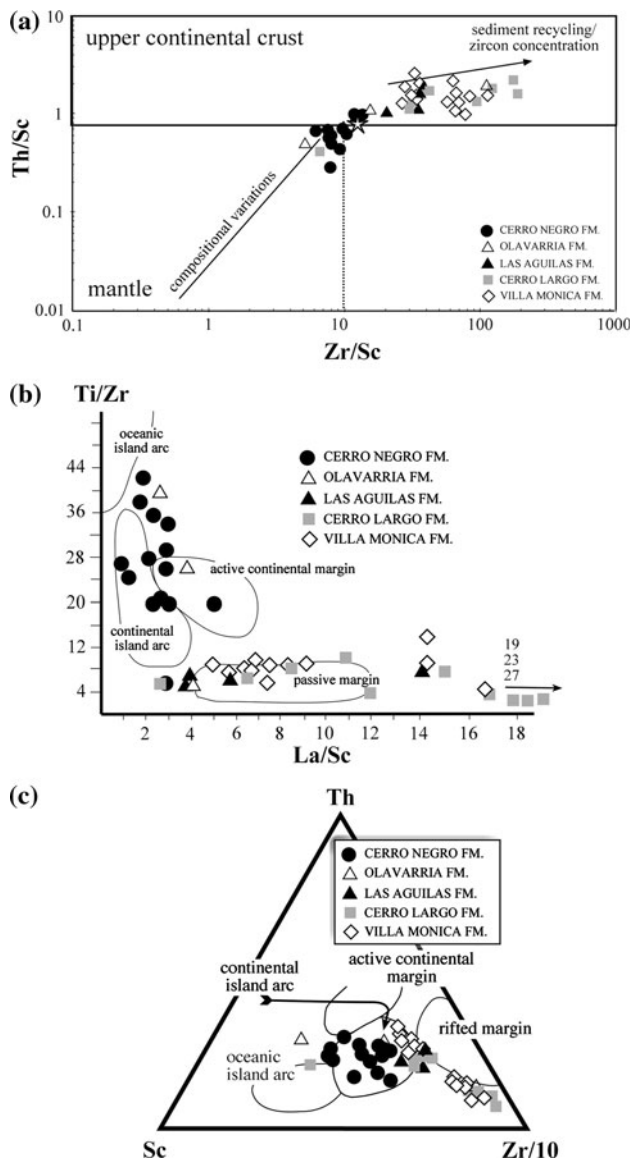 (a)
upper continental crust
sediment recycling/
zircon concentration
10
1
0.1
0.01
Th/Sc
compositional variations
mantle
CERRO NEGRO FM.
OLAVARRIA FM.
LAS AGUILAS FM.
CERRO LARGO FM.
VILLA MONICA FM.
0.1 1 10 100 1000
Zr/Sc
(b)
Ti/Zr
oceanic
island arc
44
36
28
20
12
4
CERRO NEGRO FM.
OLAVARRIA FM.
LAS AGUILAS FM.
CERRO LARGO FM.
VILLA MONICA FM.
active continental margin
continental
island arc
passive margin
19
23
27
2 4 6 8 10 12 14 16 18
La/Sc
(c)
Th
CERRO NEGRO FM.
OLAVARRIA FM.
LAS AGUILAS FM.
CERRO LARGO FM.
VILLA MONICA FM.
continental
island arc
active continental
margin
rifted margin
oceanic
island arc
Sc
Zr/10